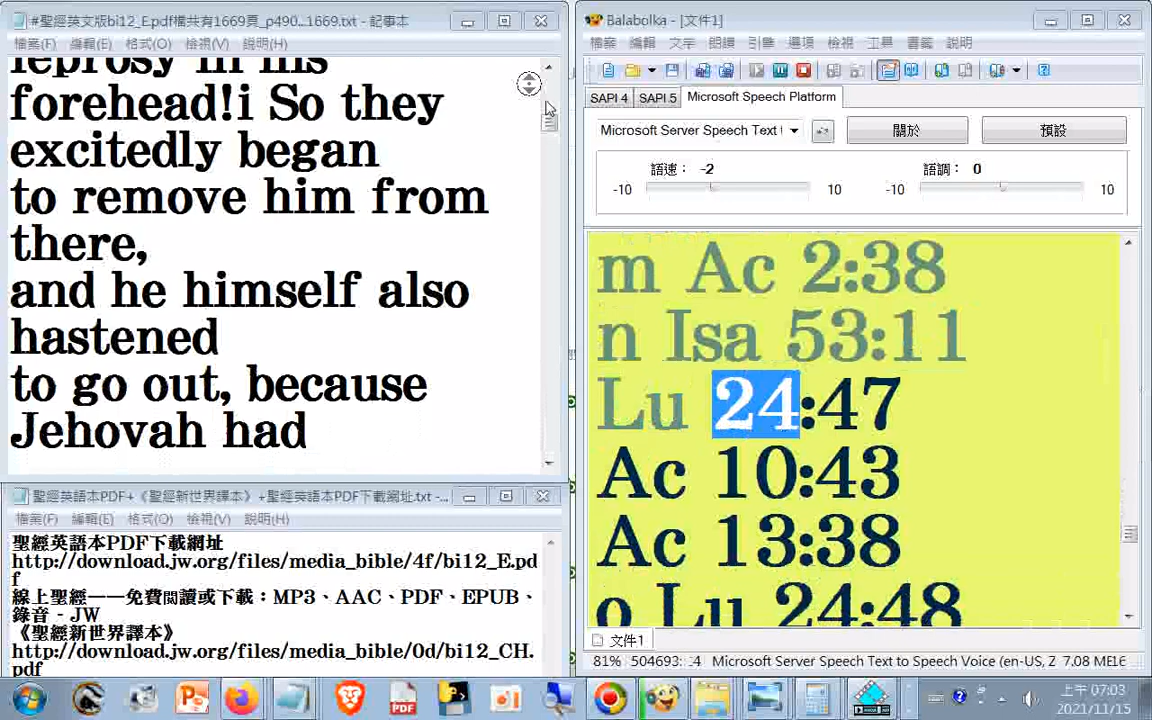 #聖經英文版bi12_E.pdf檔共有1669頁_p490...1669.txt - 記事本
檔案(F) 編輯(E) 格式(O) 檢視(V) 說明(H)
leprosy in his
forehead!i So they
excitedly began
to remove him from
there,
and he himself also
hastened
to go out, because
Jehovah had
聖經英語本PDF+《聖經新世界譯本》+聖經英語本PDF下載網址.txt -...
檔案(F) 編輯(E) 格式(O) 檢視(V) 說明(H)
聖經英語本PDF下載網址
http://download.jw.org/files/media_bible/4f/bi12_E.pd
f
線上聖經——免費閱讀或下載：MP3、AAC、PDF、EPUB、
錄音 - JW
《聖經新世界譯本》
http://download.jw.org/files/media_bible/0d/bi12_CH.
pdf
Balabolka - [文件1]
檔案 編輯 文字 朗讀 引擎 選項 檢視 工具 書籤 說明
SAPI 4 SAPI 5 Microsoft Speech Platform
Microsoft Server Speech Text 關於 預設
語速： -2 語調： 0
-10 10 -10 10
m Ac 2:38
n Isa 53:11
Lu 24:47
Ac 10:43
Ac 13:38
o Lu 24:48
文件1
81% Microsoft Server Speech Text to Speech Voice (en-US, Z
上午 07:03
2021/11/15